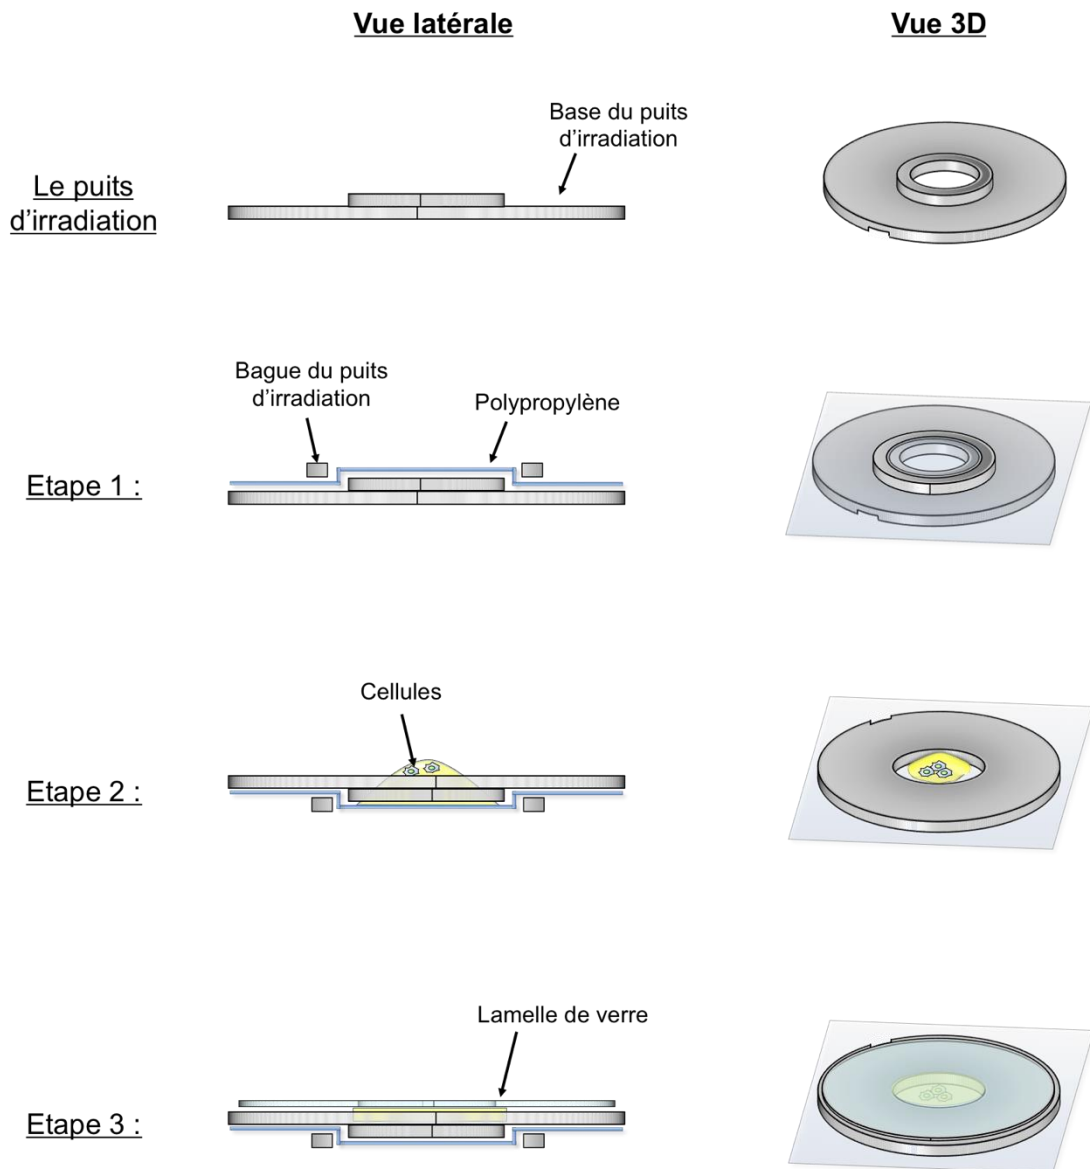 Vue latérale
Vue 3D
Base du puits
d’irradiation
Le puits
d’irradiation
Bague du puits
d’irradiation
Polypropylène
Etape 1 :
Cellules
Etape 2 :
Lamelle de verre
Etape 3 :